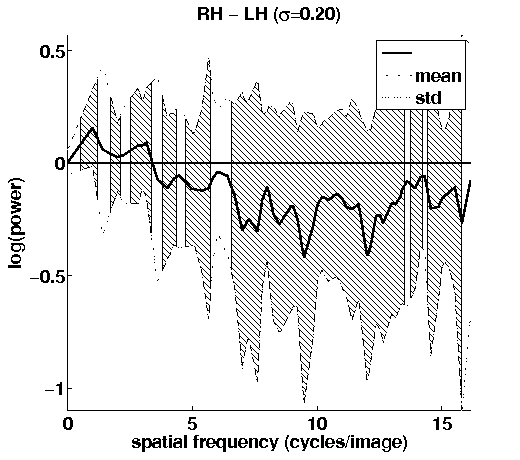 RH − LH (σ=0.20)
0.5
0
−0.5
−1
log(power)
mean
std
0 5 10 15
spatial frequency (cycles/image)